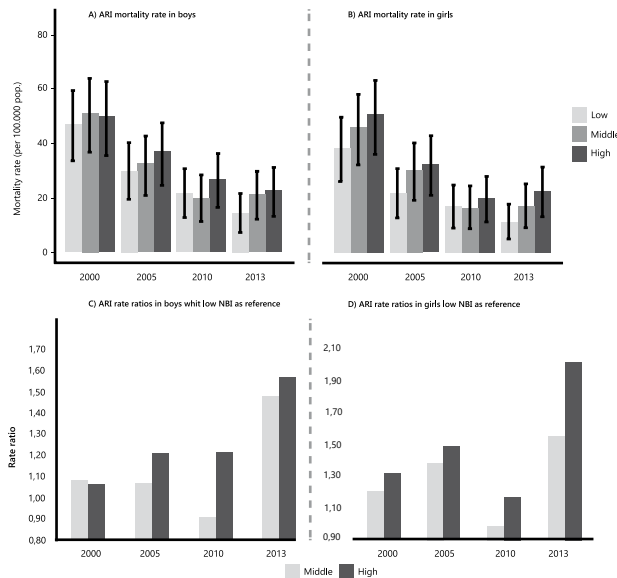 A) ARI mortality rate in boys
B) ARI mortality rate in girls
80
60
40
20
0
Mortality rate (per 100.000 pop.)
2000 2005 2010 2013
2000 2005 2010 2013
Low
Middle
High
C) ARI rate ratios in boys whit low NBI as reference
D) ARI rate ratios in girls low NBI as reference
1,70
1,50
1,40
1,30
1,20
1,10
1,00
0,90
0,80
Rate ratio
2000 2005 2010 2013
2,10
1,90
1,70
1,50
1,30
1,10
0,90
2000 2005 2010 2013
Middle High